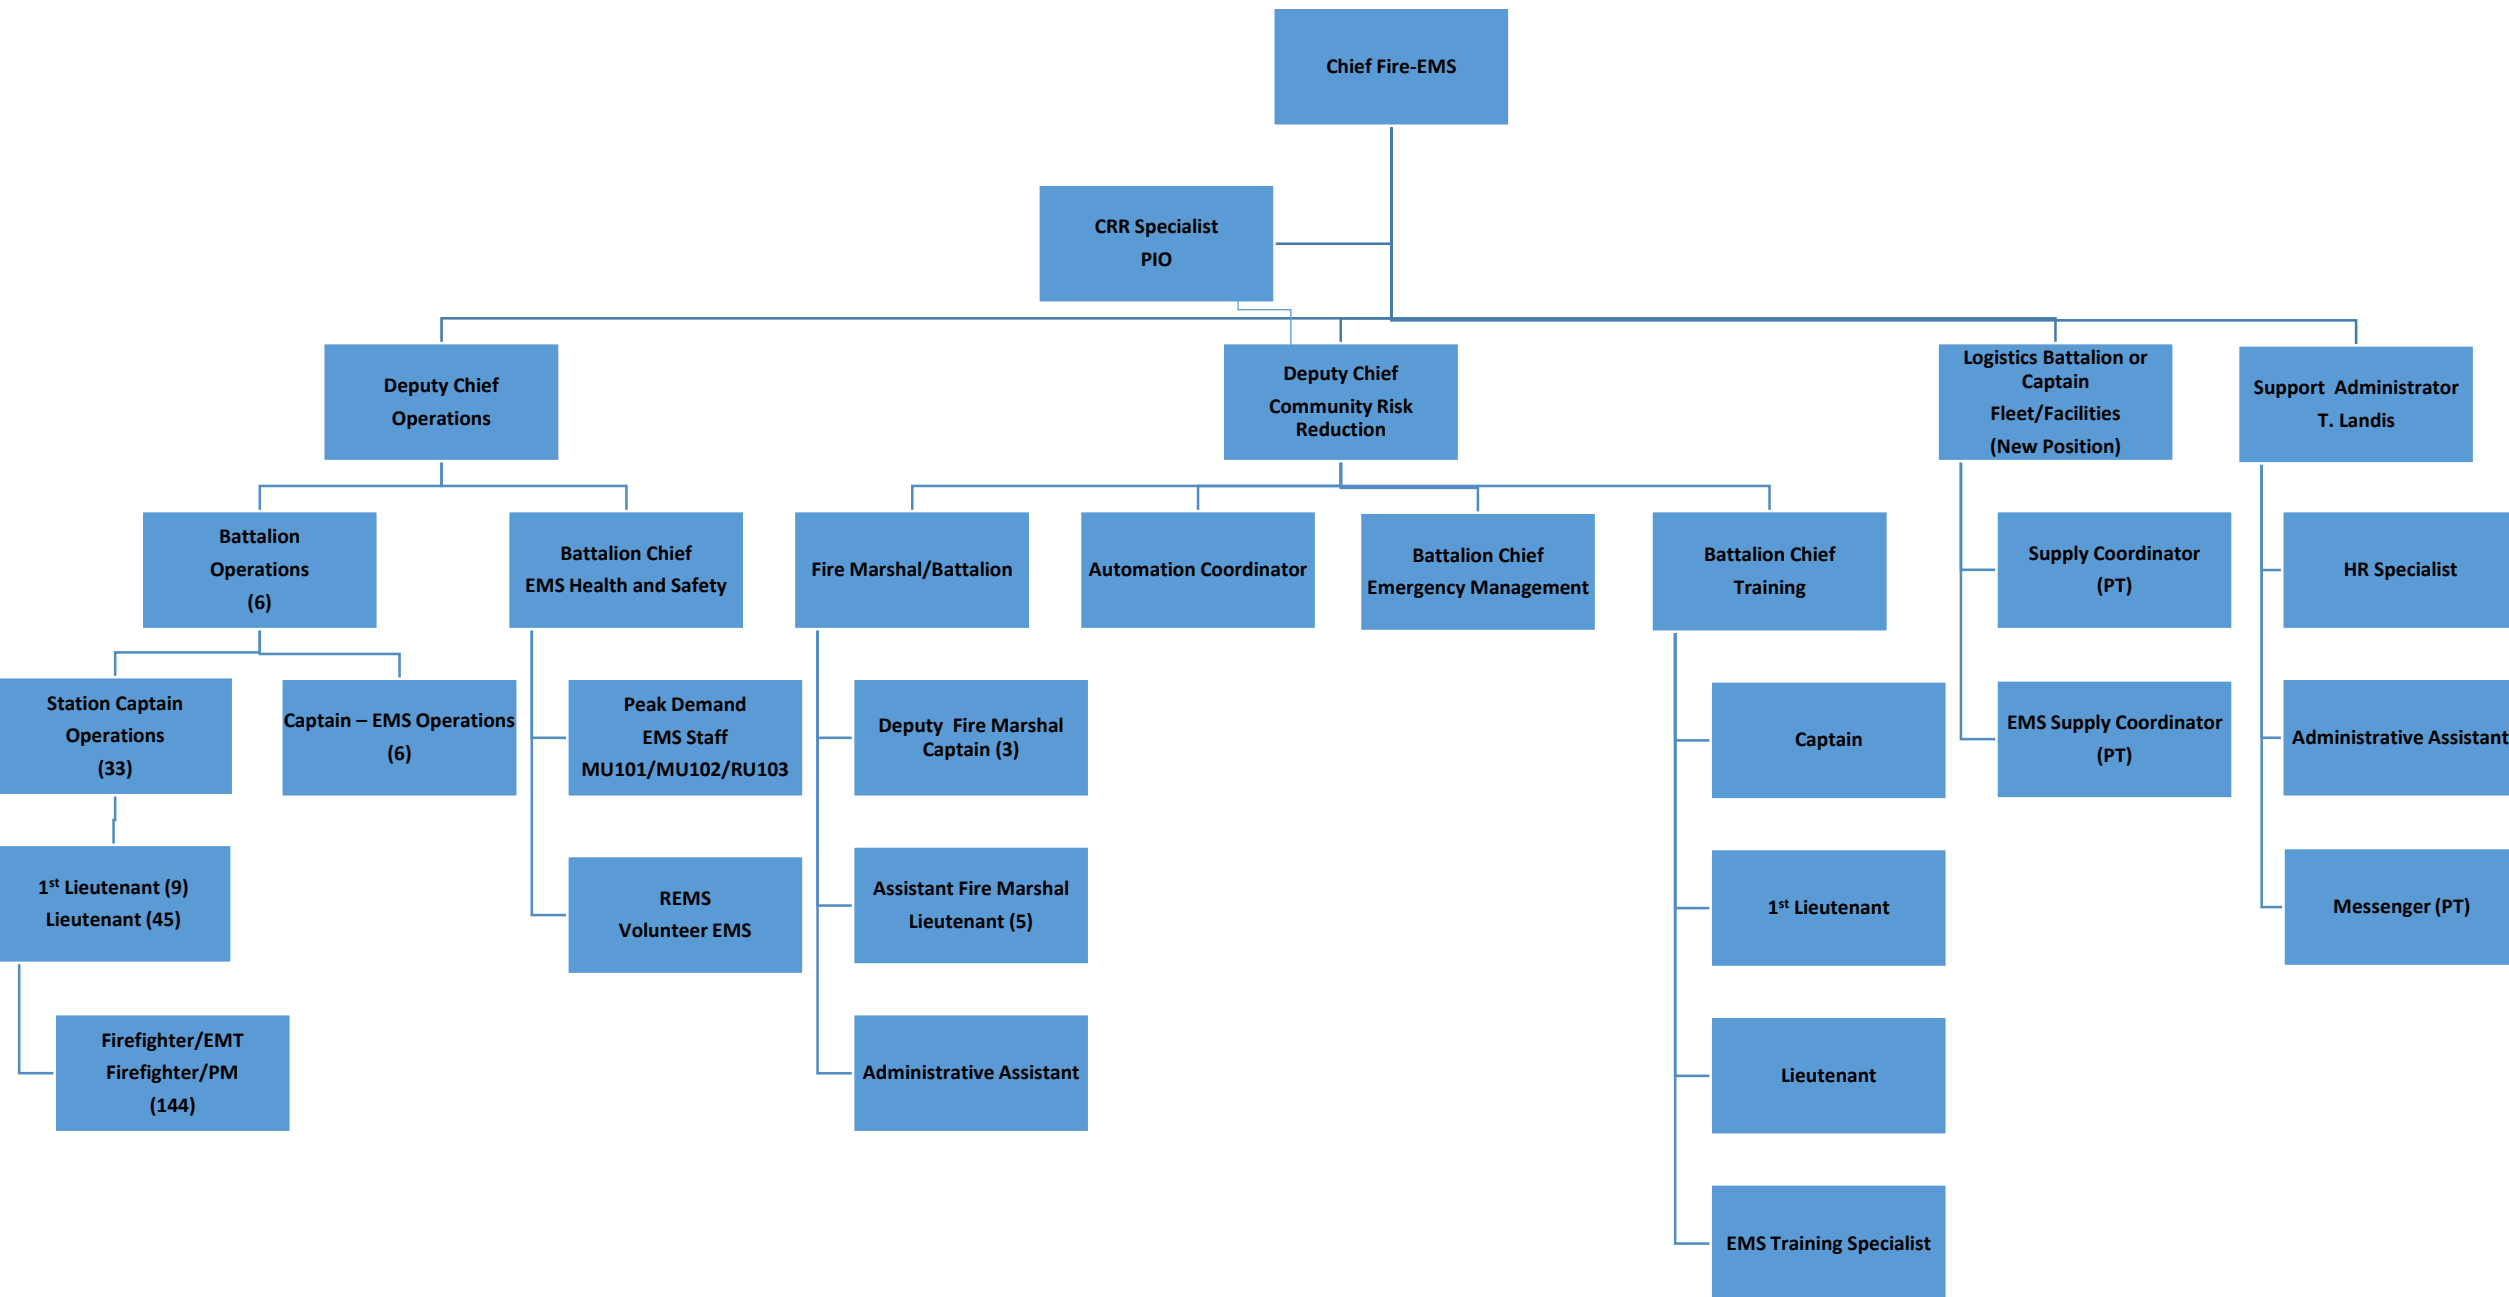 Chief Fire-EMS
CRR Specialist
PIO
Deputy Chief
Operations
Deputy Chief
Community Risk
Reduction
Logistics Battalion or
Captain
Fleet/Facilities
(New Position)
Support  Administrator
T. Landis
Battalion
Operations
(6)
Battalion Chief
EMS Health and Safety
Fire Marshal/Battalion
Automation Coordinator
Battalion Chief
Emergency Management
Battalion Chief
Training
Supply Coordinator
(PT)
HR Specialist
Station Captain
Operations
(33)
Captain – EMS Operations
(6)
Peak Demand
EMS Staff
MU101/MU102/RU103
Deputy  Fire Marshal
Captain (3)
Captain
EMS Supply Coordinator
(PT)
Administrative Assistant
1st Lieutenant (9)
Lieutenant (45)
REMS
Volunteer EMS
Assistant Fire Marshal
Lieutenant (5)
1st Lieutenant
Messenger (PT)
Firefighter/EMT
Firefighter/PM
(144)
Administrative Assistant
Lieutenant
EMS Training Specialist